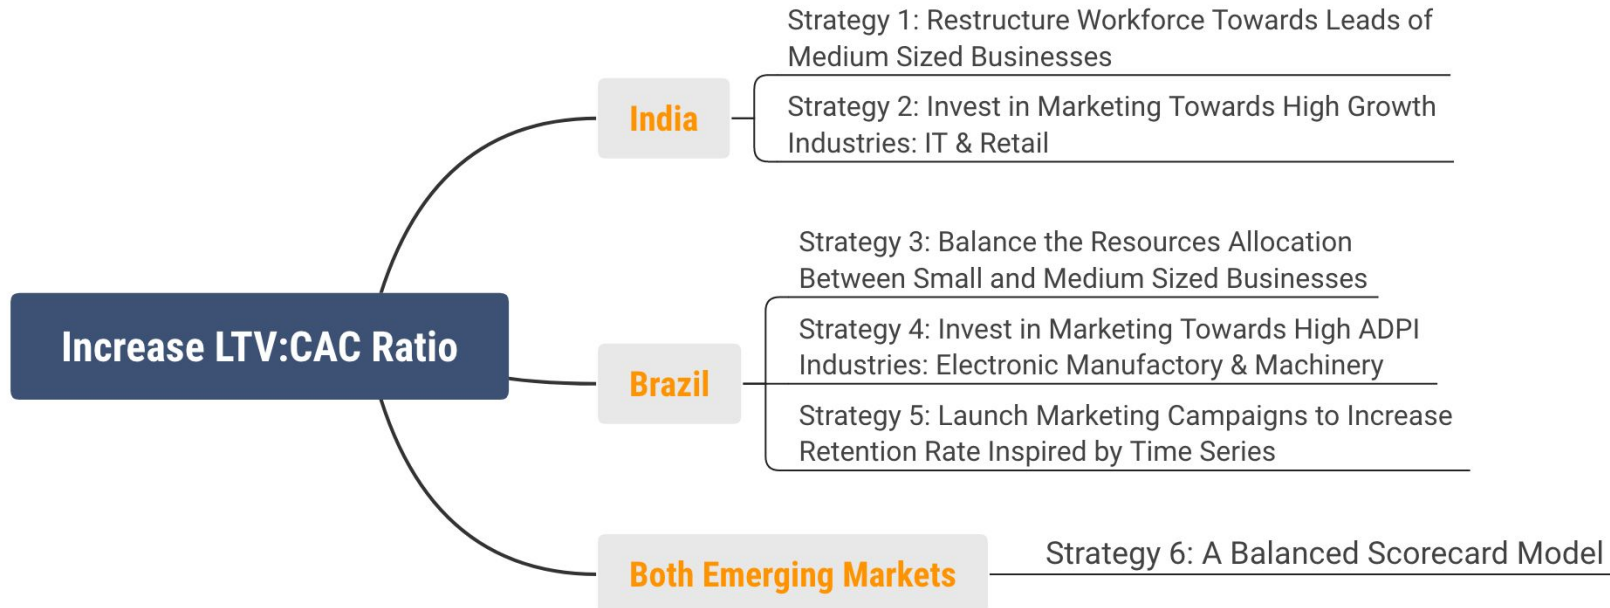 Increase LTV:CAC Ratio
India
Strategy 1: Restructure Workforce Towards Leads of
Medium Sized Businesses
Strategy 2: Invest in Marketing Towards High Growth
Industries: IT & Retail
Brazil
Strategy 3: Balance the Resources Allocation
Between Small and Medium Sized Businesses
Strategy 4: Invest in Marketing Towards High ADPI
Industries: Electronic Manufactory & Machinery
Strategy 5: Launch Marketing Campaigns to Increase
Retention Rate Inspired by Time Series
Both Emerging Markets
Strategy 6: A Balanced Scorecard Model